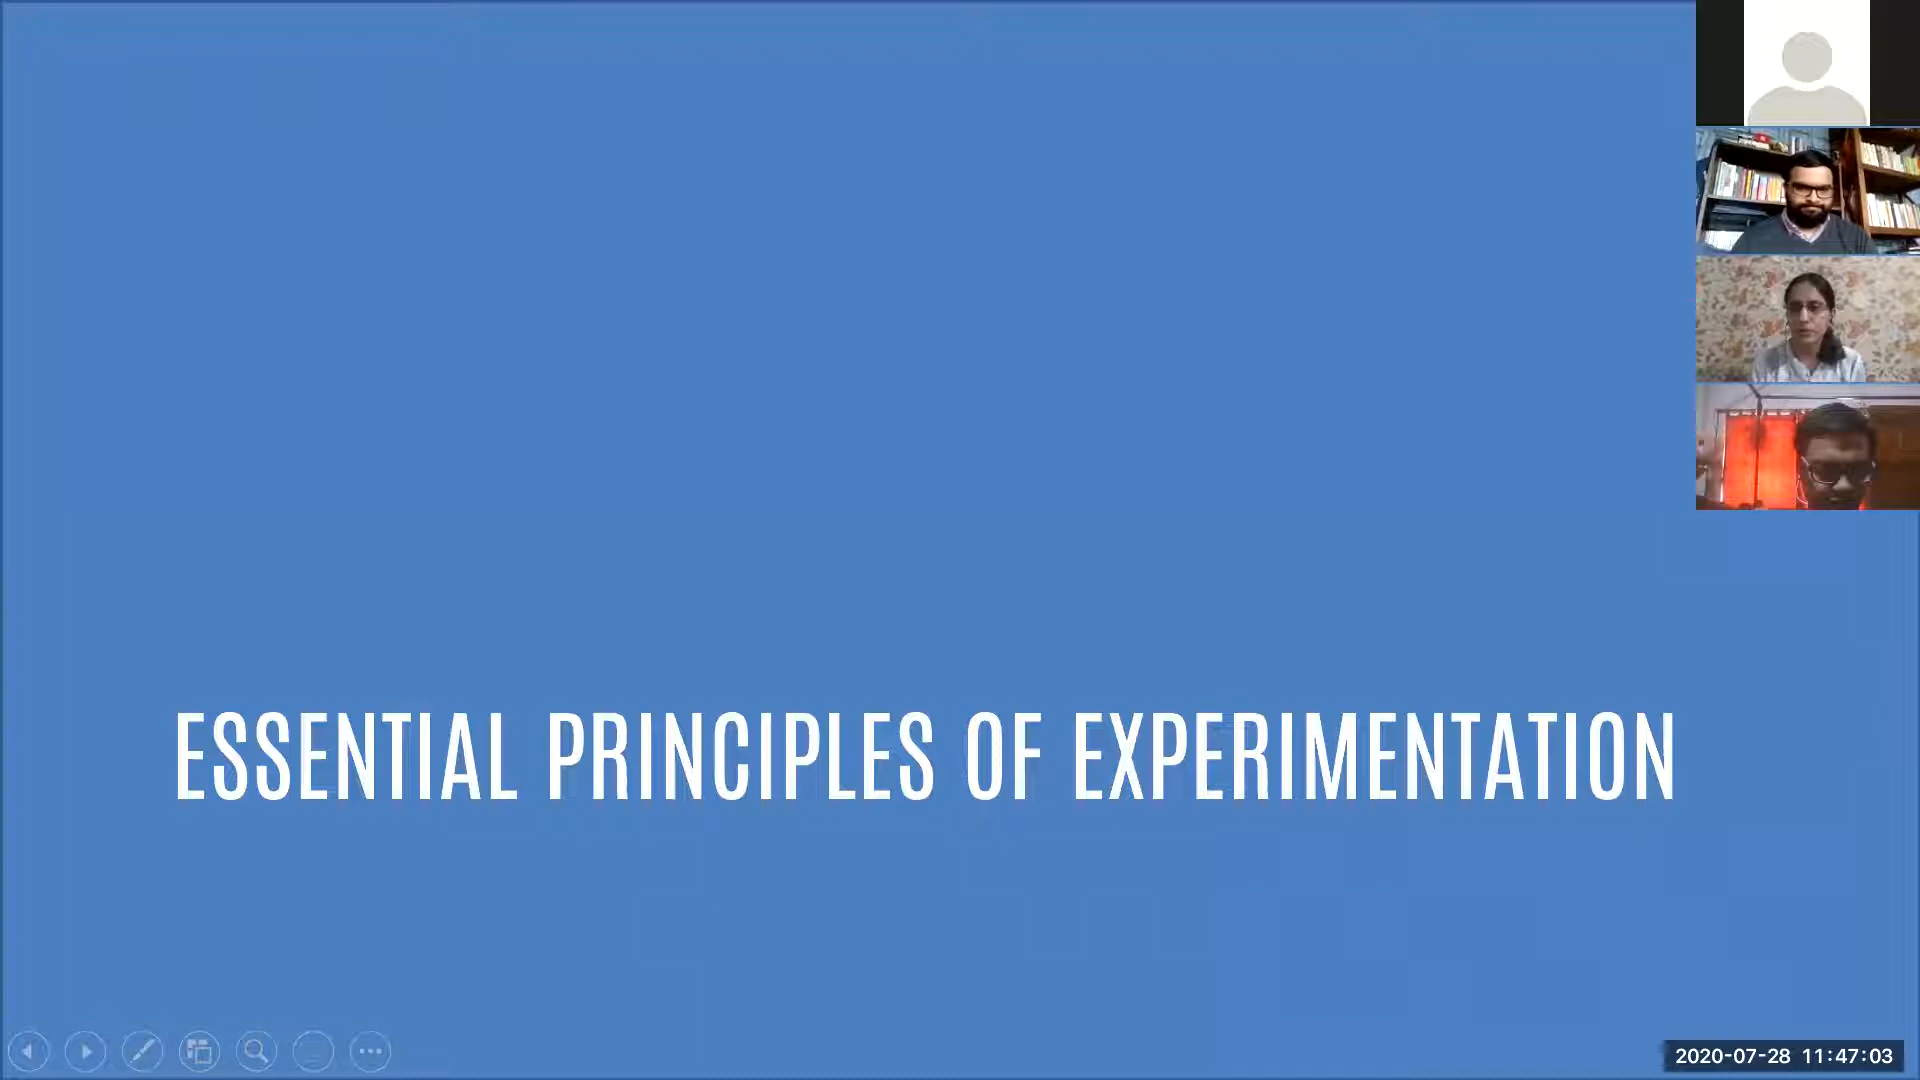 ESSENTIAL PRINCIPLES OF EXPERIMENTATION
2020-07-28 11:47:03